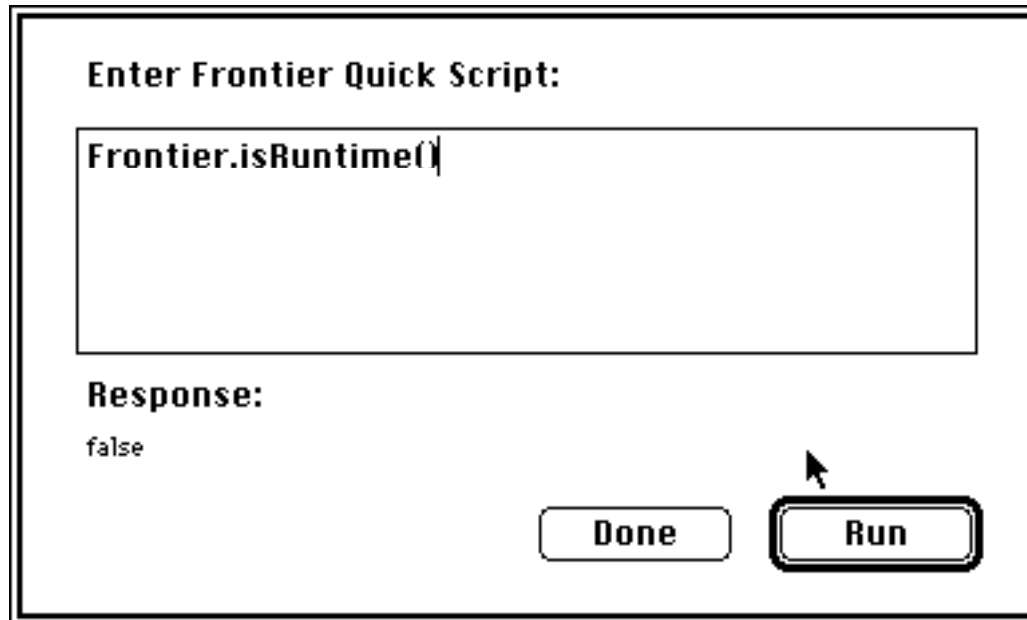 Enter Frontier Quick Script:
Frontier.isRuntime()
Response:
false
Done
Run